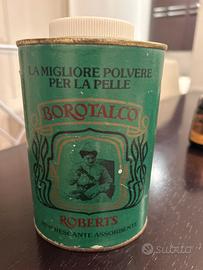 LA MIGLIORE POLVERE
PER LA PELLE
BOROTALCO
ROBERTS
RINFRESCANTE ASSORBENTE
subito